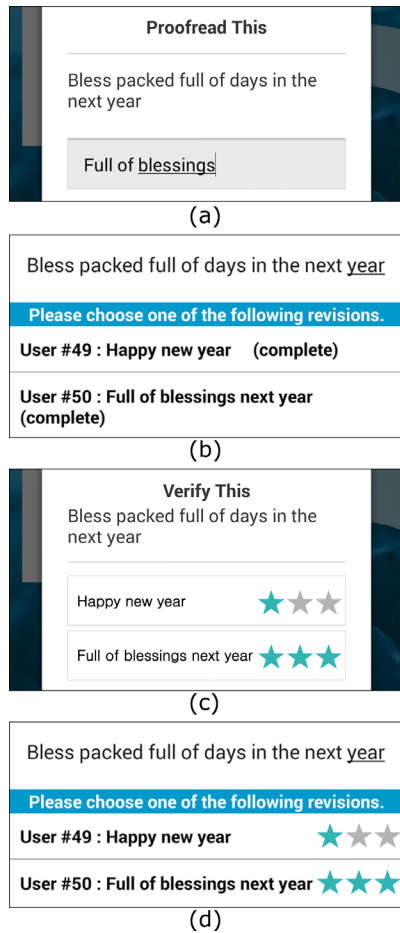 Proofread This
Bless packed full of days in the
next year
Full of blessings
(a)
Bless packed full of days in the next year
Please choose one of the following revisions.
User #49 : Happy new year (complete)
User #50 : Full of blessings next year
(complete)
(b)
Verify This
Bless packed full of days in the
next year
Happy new year
Full of blessings next year
(c)
Bless packed full of days in the next year
Please choose one of the following revisions.
User #49 : Happy new year
User #50 : Full of blessings next year
(d)